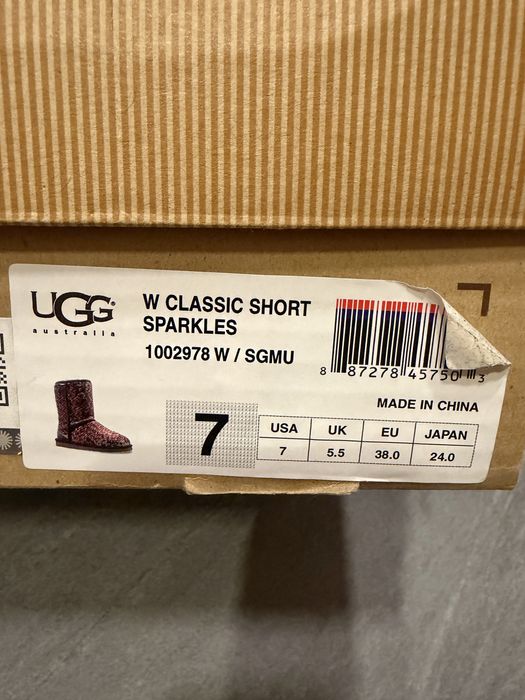 UGG®
australia
W CLASSIC SHORT
SPARKLES
1002978 W / SGMU
8 87278 45750 3
MADE IN CHINA
7
USA UK EU JAPAN
7 5.5 38.0 24.0